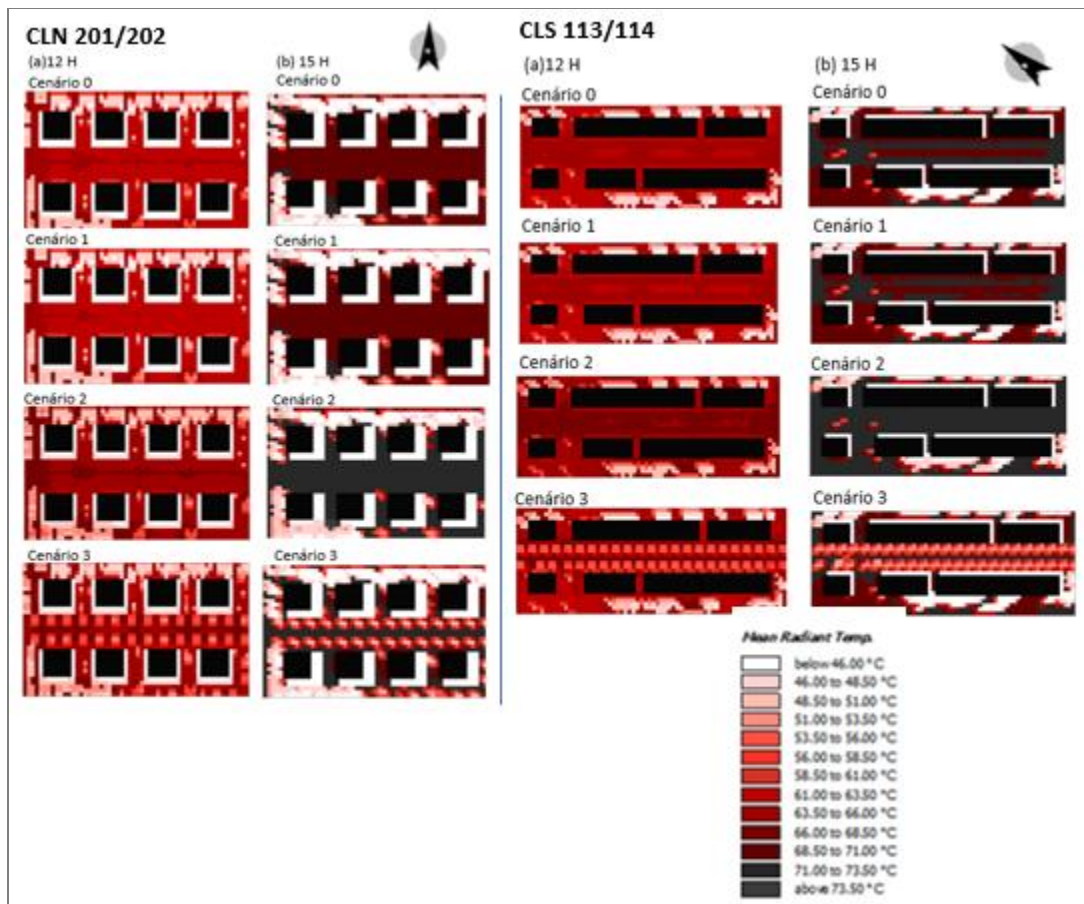 CLN 201/202
(a)12 H
(b) 15 H
Cenário 0
Cenário 0
Cenário 1
Cenário 1
Cenário 2
Cenário 2
Cenário 3
Cenário 3
CLS 113/114
(a)12 H
(b) 15 H
Cenário 0
Cenário 0
Cenário 1
Cenário 1
Cenário 2
Cenário 2
Cenário 3
Cenário 3
Mean Radiant Temp.
below 46.00 °C
46.00 to 48.50 °C
48.50 to 51.00 °C
51.00 to 53.50 °C
53.50 to 56.00 °C
56.00 to 58.50 °C
58.50 to 61.00 °C
61.00 to 63.50 °C
63.50 to 66.00 °C
66.00 to 68.50 °C
68.50 to 71.00 °C
71.00 to 73.50 °C
above 73.50 °C